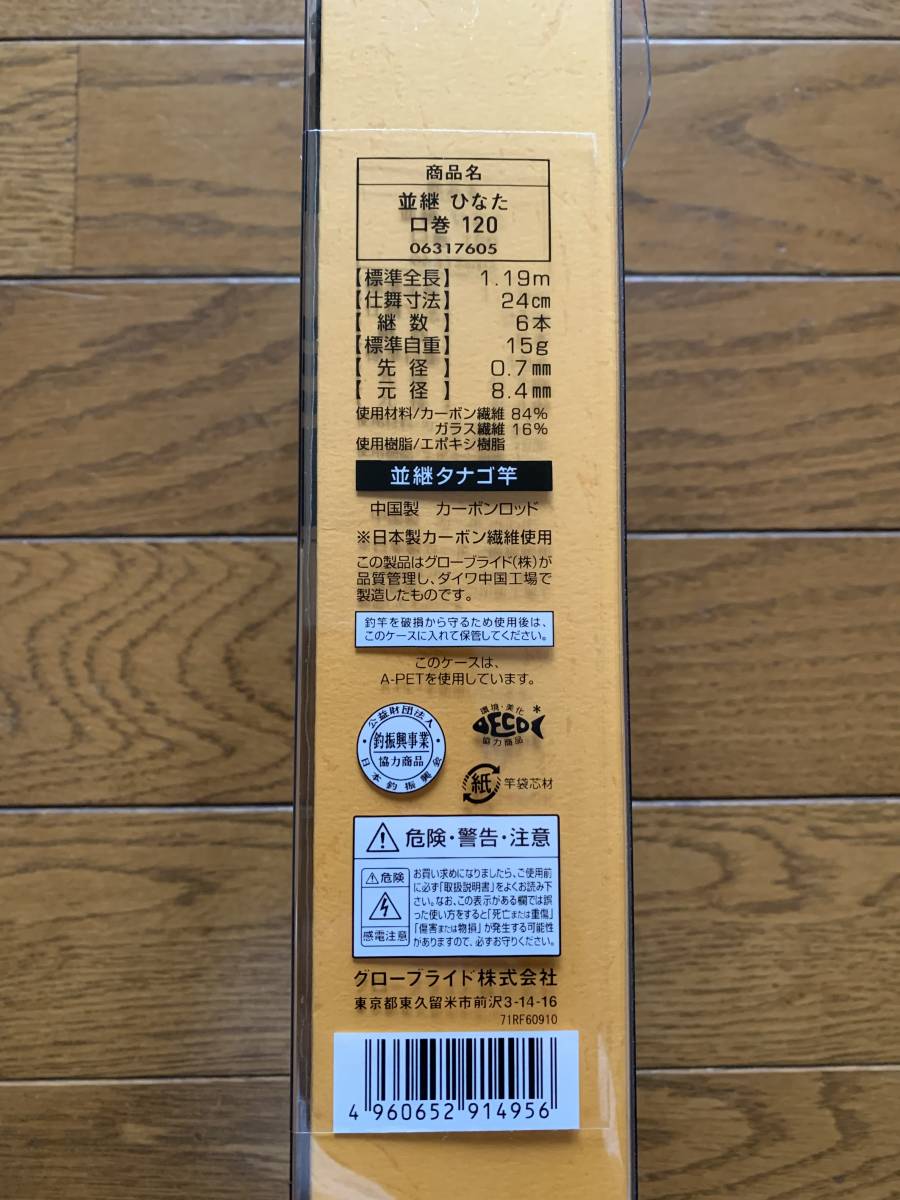 商品名
並継 ひなた
口巻 120
06317605
【標準全長】 1.19m
【仕舞寸法】 24cm
【 継 数 】 6本
【標準自重】 15g
【 先 径 】 0.7mm
【 元 径 】 8.4mm
使用材料/カーボン繊維 84%
ガラス繊維 16%
使用樹脂/エポキシ樹脂
並継タナゴ竿
中国製 カーボンロッド
※日本製カーボン繊維使用
この製品はグローブライド(株)が
品質管理し、ダイワ中国工場で
製造したものです。
釣竿を破損から守るため使用後は、
このケースに入れて保管してください。
このケースは、
A-PETを使用しています。
公益財団法人
釣振興事業
協力商品
日本釣振興会
環境・美化
ECO
協力商品
*
紙
竿袋芯材
危険・警告・注意
危険
感電注意
お買い求めになりましたら、ご使用前
に必ず「取扱説明書」をよくお読み下
さい。なお、この表示がある欄では誤
った使い方をすると「死亡または重傷」
「傷害または物損」が発生する可能性
がありますので、必ずお守りください。
グローブライド株式会社
東京都東久留米市前沢3-14-16
71RF60910
4 960652 914956